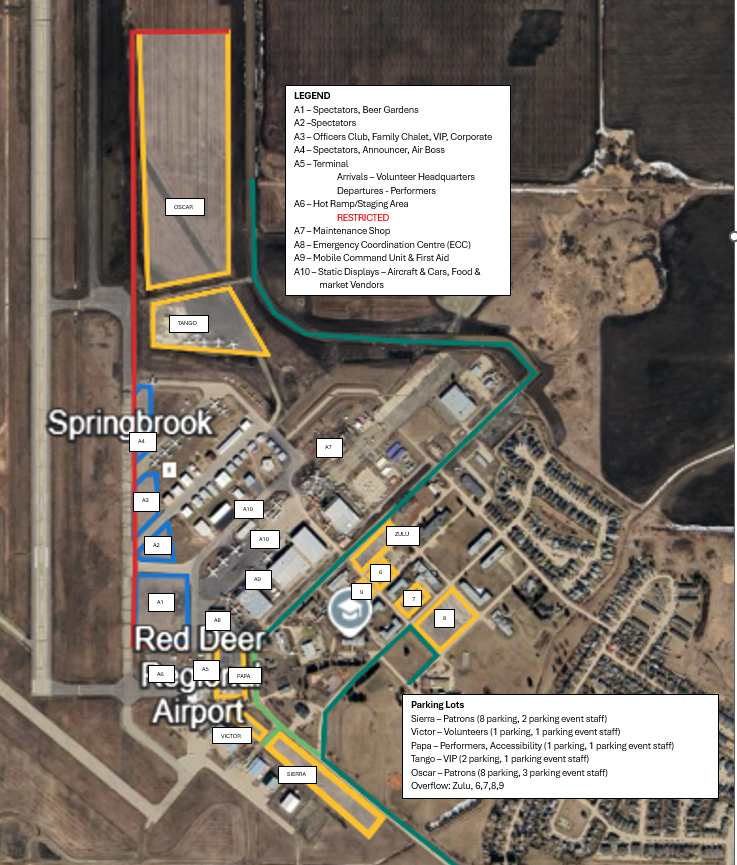 OSCAR
LEGEND
A1 – Spectators, Beer Gardens
A2 –Spectators
A3 – Officers Club, Family Chalet, VIP, Corporate
A4 – Spectators, Announcer, Air Boss
A5 – Terminal
Arrivals – Volunteer Headquarters
Departures - Performers
A6 – Hot Ramp/Staging Area
RESTRICTED
A7 – Maintenance Shop
A8 – Emergency Coordination Centre (ECC)
A9 – Mobile Command Unit & First Aid
A10 – Static Displays – Aircraft & Cars, Food &
market Vendors
TANGO
Springbrook
A4
A7
A3
A10
A10
A2
ZULU
6
A9
9
7
A1
8
A8
Red Deer
Regional
Airport
A6
A5
PAPA
VICTOR
SIERRA
Parking Lots
Sierra – Patrons (8 parking, 2 parking event staff)
Victor – Volunteers (1 parking, 1 parking event staff)
Papa – Performers, Accessibility (1 parking, 1 parking event staff)
Tango – VIP (2 parking, 1 parking event staff)
Oscar – Patrons (8 parking, 3 parking event staff)
Overflow: Zulu, 6,7,8,9